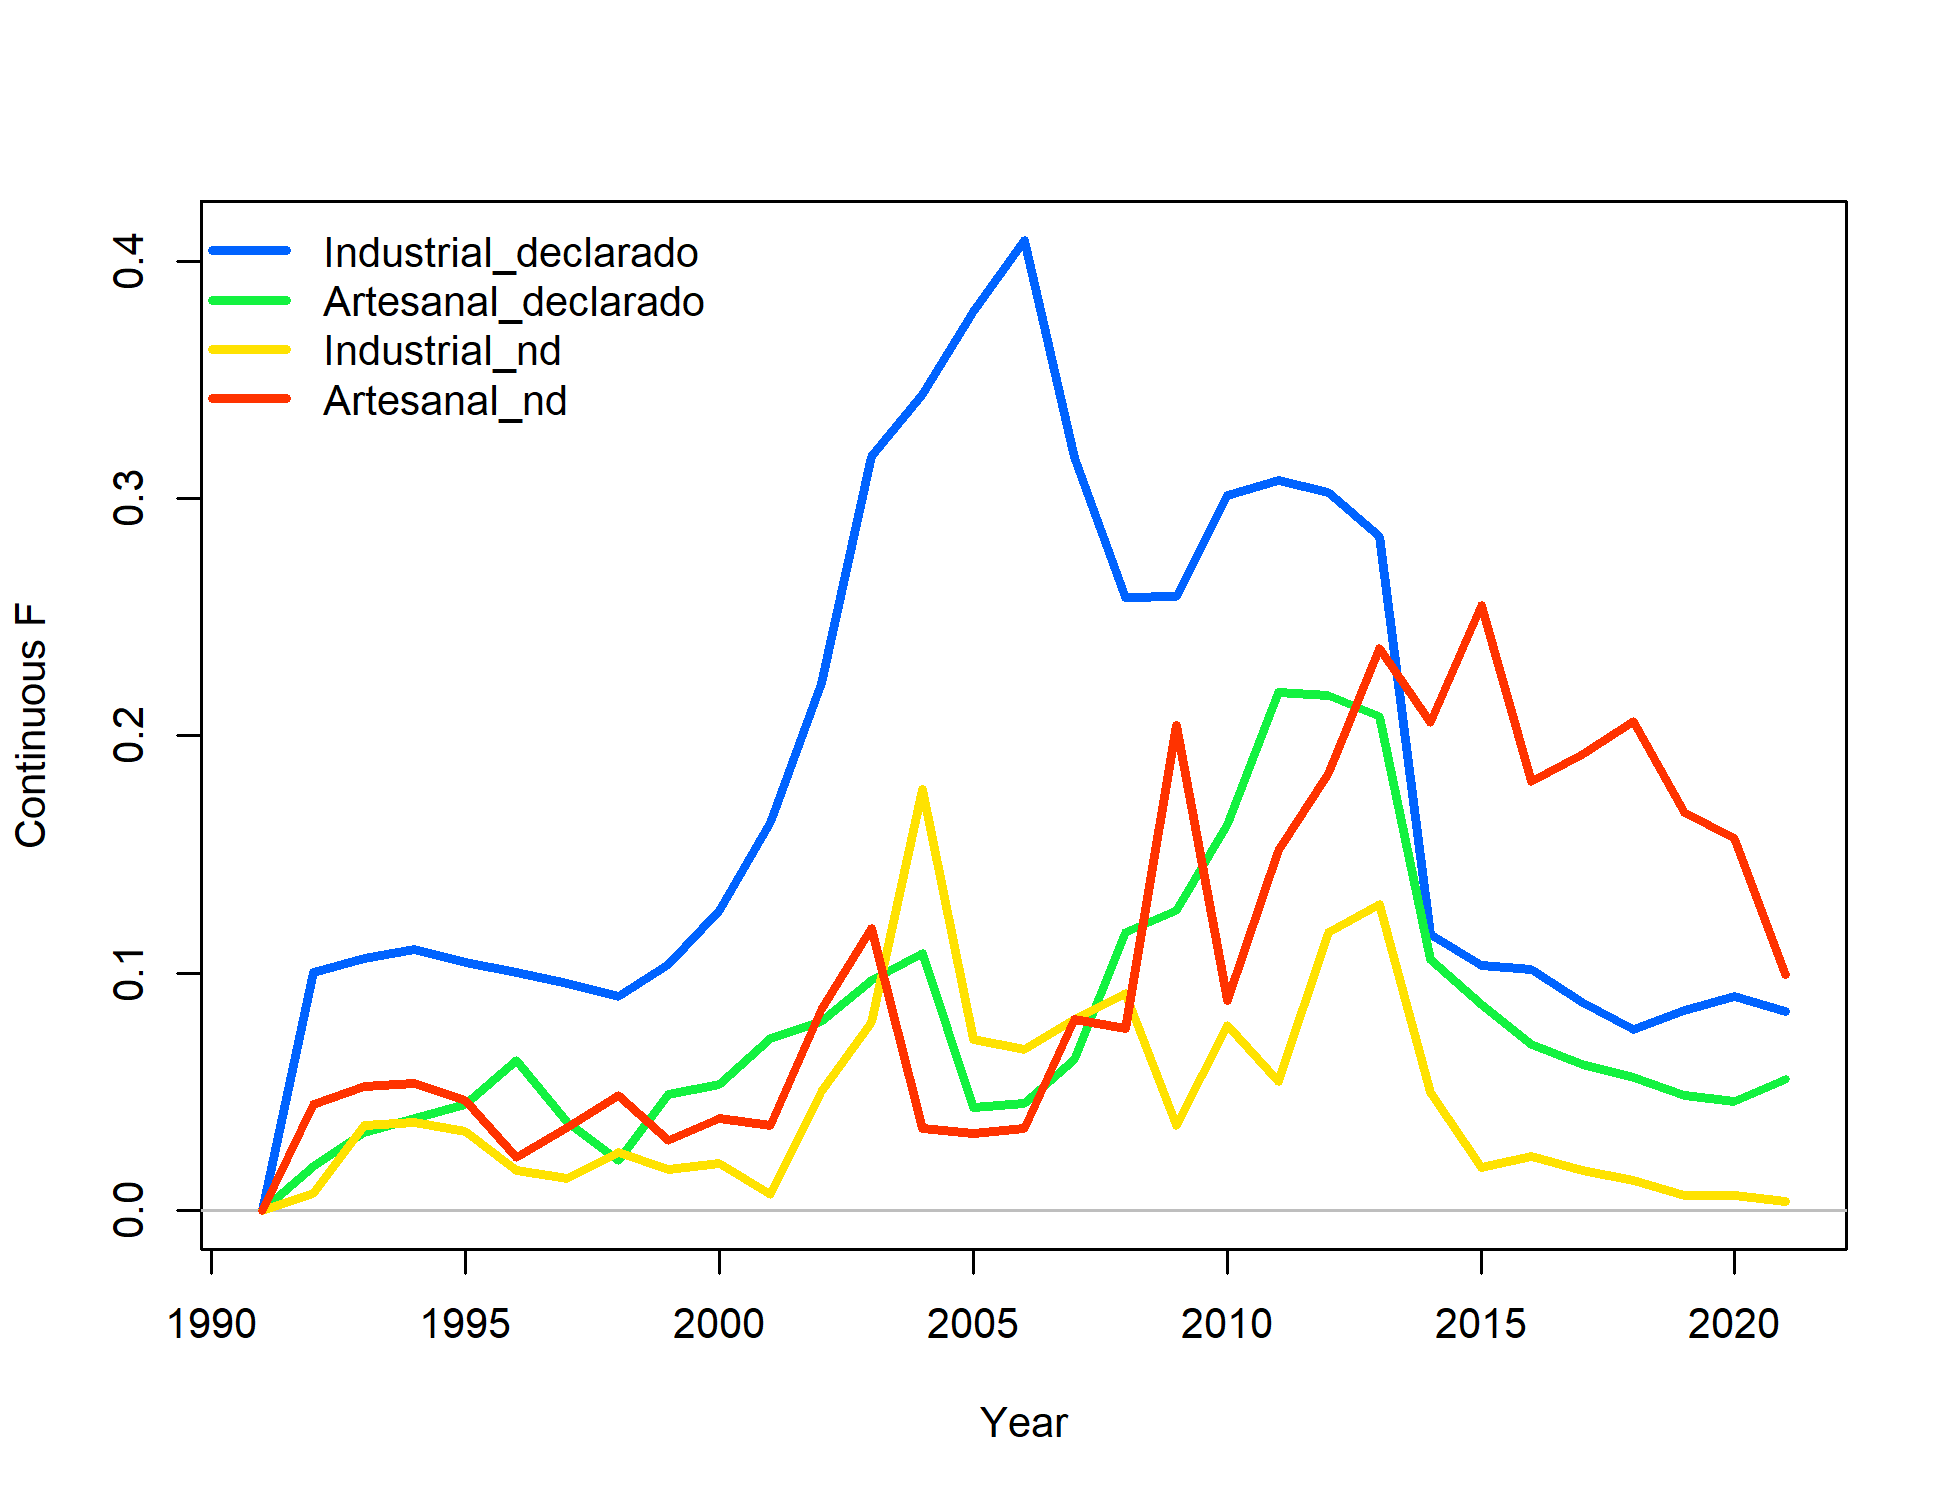 Industrial_declarado
Artesanal_declarado
Industrial_nd
Artesanal_nd
0.4
0.3
0.2
0.1
0.0
Continuous F
1990 1995 2000 2005 2010 2015 2020
Year